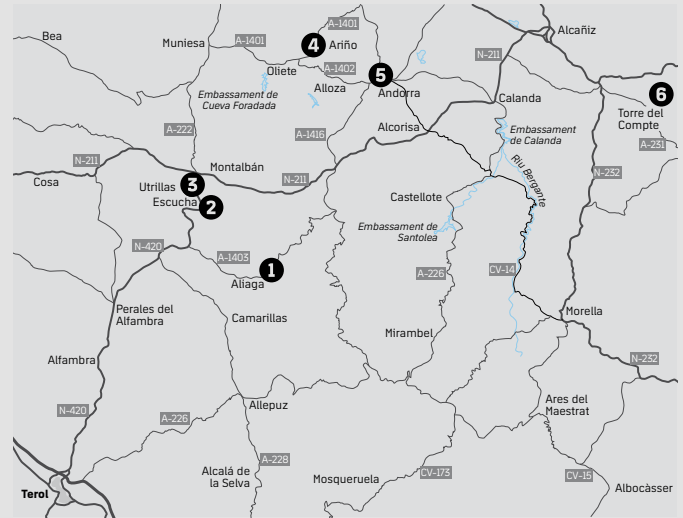 Bea
Muniesa
A-1401
A-1401
4
Ariño
Alcañiz
N-211
Oliete
A-1402
5
Alloza
Andorra
6
Embassament de
Cueva Foradada
Calanda
Torre del
Compte
A-222
A-1416
Alcorisa
Embassament
de Calanda
A-231
N-211
Montalbán
N-211
Riu Bergante
N-232
Cosa
Utrillas
3
Escucha
2
Castellote
Embassament de
Santolea
N-420
A-1403
1
Aliaga
A-226
CV-14
Perales del
Alfambra
Camarillas
Morella
Mirambel
Alfambra
N-232
N-420
A-226
Allepuz
Ares del
Maestrat
Alcalá de
la Selva
A-228
Mosqueruela
CV-173
CV-15
Albocàsser
Terol